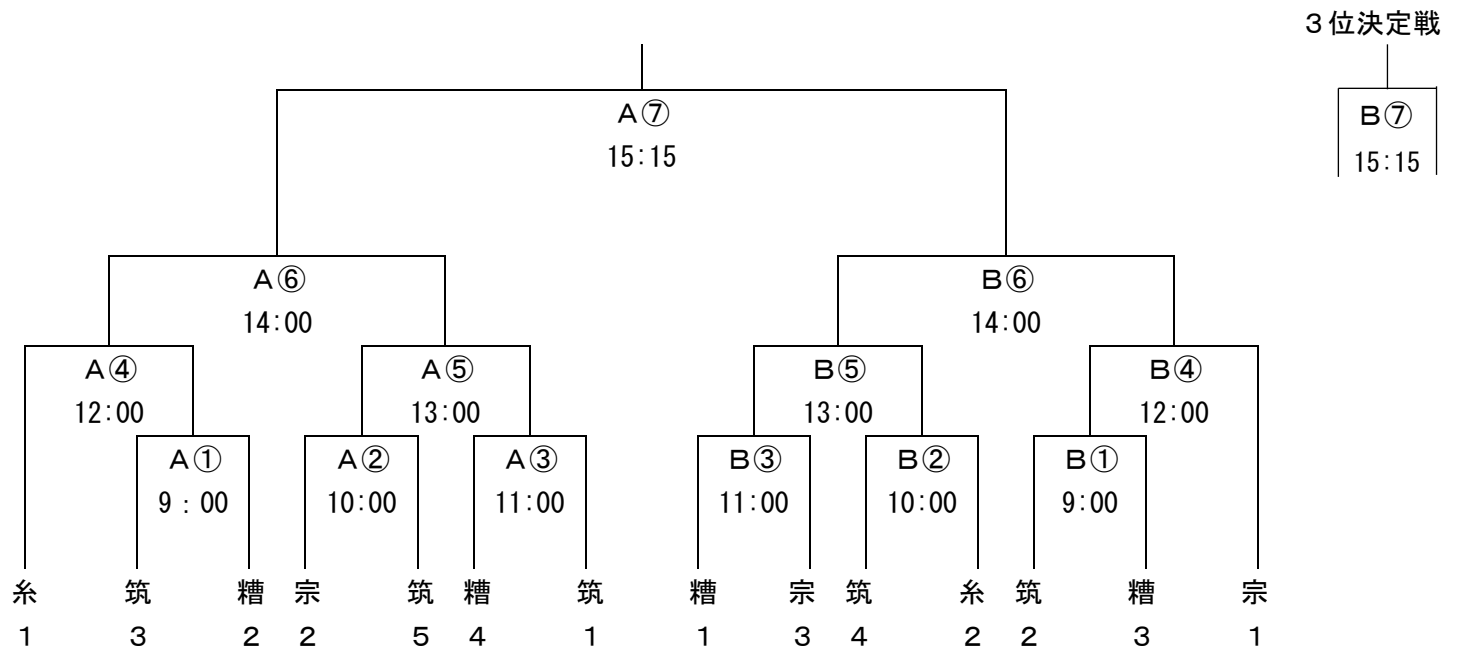 ３位決定戦
Ａ⑦
15:15
Ｂ⑦
15:15
Ａ⑥
14:00
Ｂ⑥
14:00
Ａ④
12:00
Ａ⑤
13:00
Ｂ⑤
13:00
Ｂ④
12:00
Ａ①
9：00
Ａ②
10:00
Ａ③
11:00
Ｂ③
11:00
Ｂ②
10:00
Ｂ①
9:00
糸 筑 糟 宗 筑 糟 筑 糟 宗 筑 糸 筑 糟 宗
１ ３ ２ ２ ５ ４ １ １ ３ ４ ２ ２ ３ １